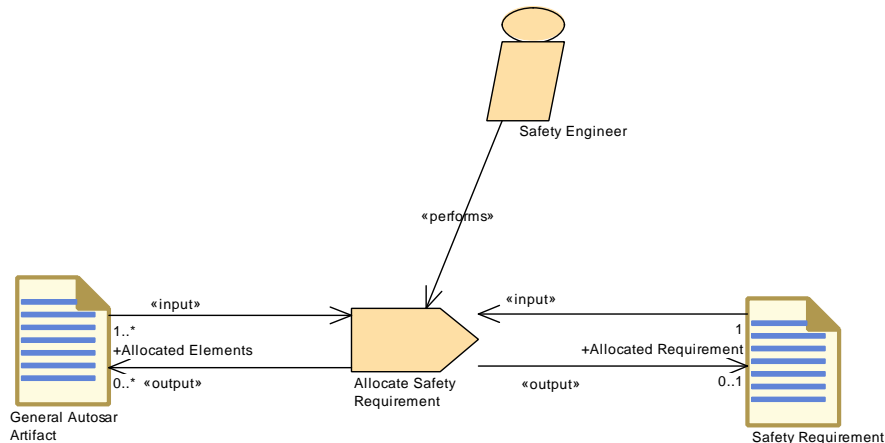 Safety Engineer
«performs»
«input»
«input»
1..*
1
+Allocated Elements
+Allocated Requirement
0..*
«output»
Allocate Safety
Requirement
«output»
0..1
General Autosar
Artifact
Safety Requirement